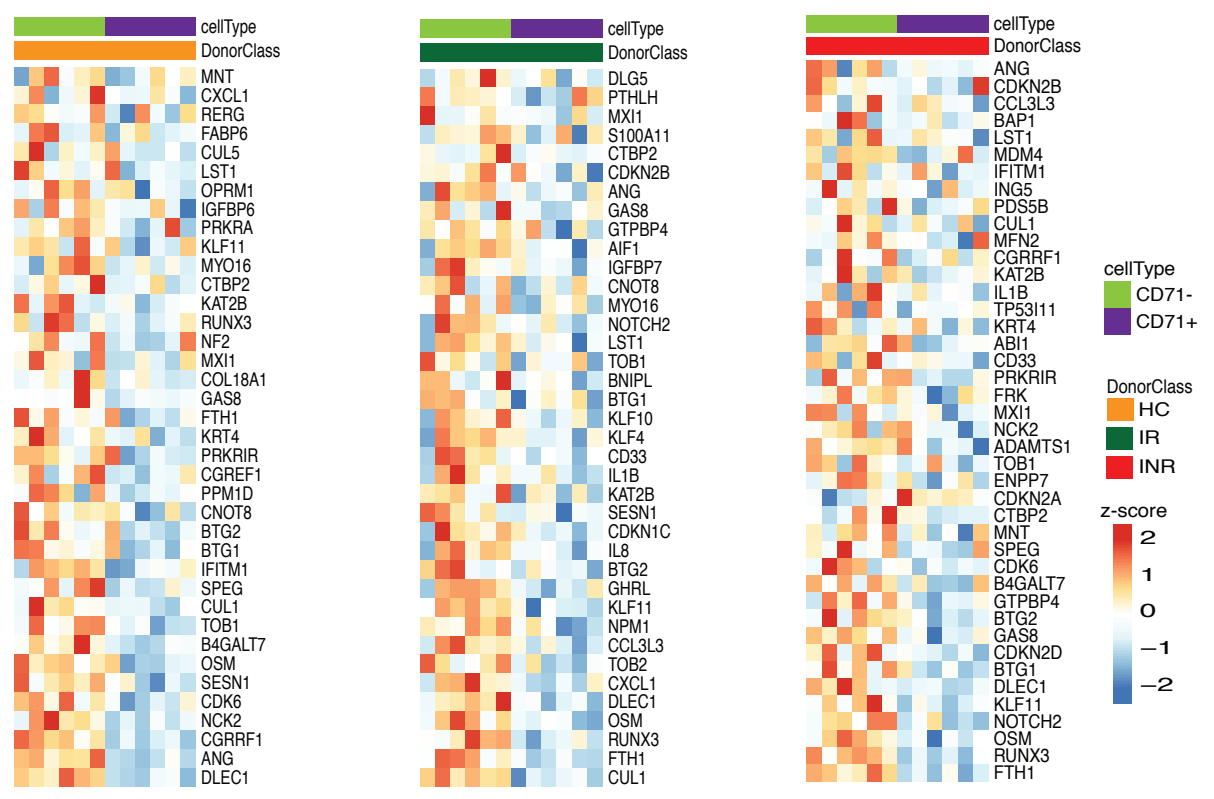 cellType
DonorClass
MNT
CXCL1
RERG
FABP6
CUL5
LST1
OPRM1
IGFBP6
PRKRA
KLF11
MYO16
CTBP2
KAT2B
RUNX3
NF2
MXI1
COL18A1
GAS8
FTH1
KRT4
PRKRIR
CGREF1
PPM1D
CNOT8
BTG2
BTG1
IFITM1
SPEG
CUL1
TOB1
B4GALT7
OSM
SESN1
CDK6
NCK2
CGRRF1
ANG
DLEC1
cellType
DonorClass
DLG5
PTHLH
MXI1
S100A11
CTBP2
CDKN2B
ANG
GAS8
GTPBP4
AIF1
IGFBP7
CNOT8
MYO16
NOTCH2
LST1
TOB1
BNIPL
BTG1
KLF10
KLF4
CD33
IL1B
KAT2B
SESN1
CDKN1C
IL8
BTG2
GHRL
KLF11
NPM1
CCL3L3
TOB2
CXCL1
DLEC1
OSM
RUNX3
FTH1
CUL1
cellType
DonorClass
ANG
CDKN2B
CCL3L3
BAP1
LST1
MDM4
IFITM1
ING5
PDS5B
CUL1
MFN2
CGRRF1
KAT2B
IL1B
TP53I11
KRT4
ABI1
CD33
PRKRIR
FRK
MXI1
NCK2
ADAMTS1
TOB1
ENPP7
CDKN2A
CTBP2
MNT
SPEG
CDK6
B4GALT7
GTPBP4
BTG2
GAS8
CDKN2D
BTG1
DLEC1
KLF11
NOTCH2
OSM
RUNX3
FTH1
cellType
CD71-
CD71+
DonorClass
HC
IR
INR
z-score
2
1
0
−1
−2